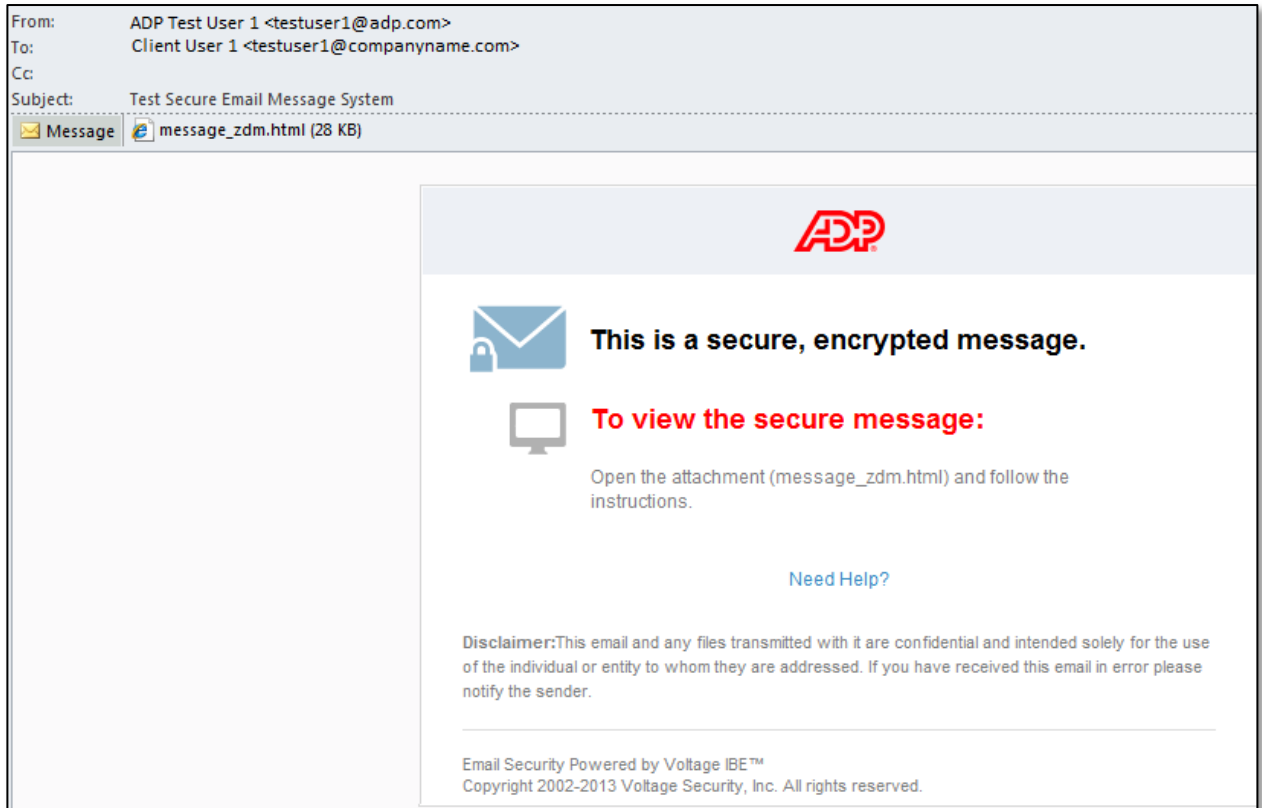 From: ADP Test User 1 <testuser1@adp.com>
To: Client User 1 <testuser1@companyname.com>
Cc:
Subject: Test Secure Email Message System
Message message_zdm.html (28 KB)
ADP
This is a secure, encrypted message.
To view the secure message:
Open the attachment (message_zdm.html) and follow the
instructions.
Need Help?
Disclaimer:This email and any files transmitted with it are confidential and intended solely for the use
of the individual or entity to whom they are addressed. If you have received this email in error please
notify the sender.
Email Security Powered by Voltage IBE™
Copyright 2002-2013 Voltage Security, Inc. All rights reserved.